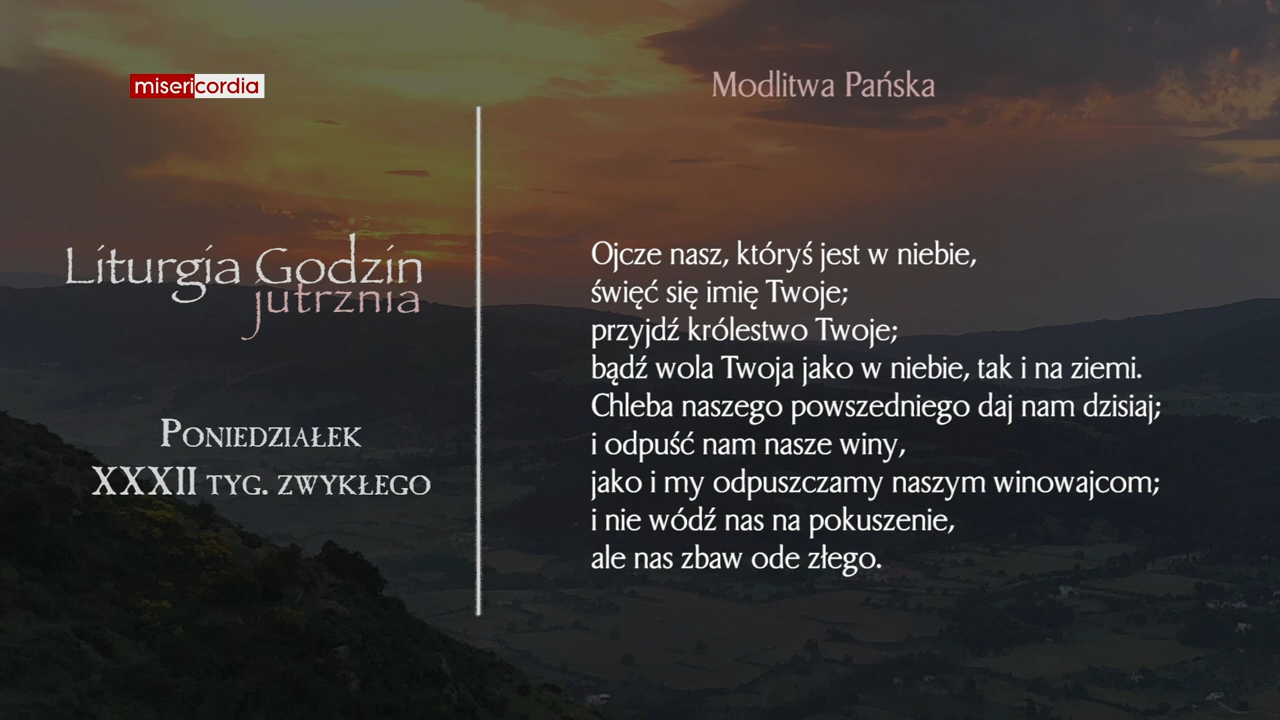 misericordia
Liturgia Godzin
jutrznia
Poniedziałek
XXXII tyg. zwykłego
Modlitwa Pańska
Ojcze nasz, któryś jest w niebie,
święć się imię Twoje;
przyjdź królestwo Twoje;
bądź wola Twoja jako w niebie, tak i na ziemi.
Chleba naszego powszedniego daj nam dzisiaj;
i odpuść nam nasze winy,
jako i my odpuszczamy naszym winowajcom;
i nie wódź nas na pokuszenie,
ale nas zbaw ode złego.